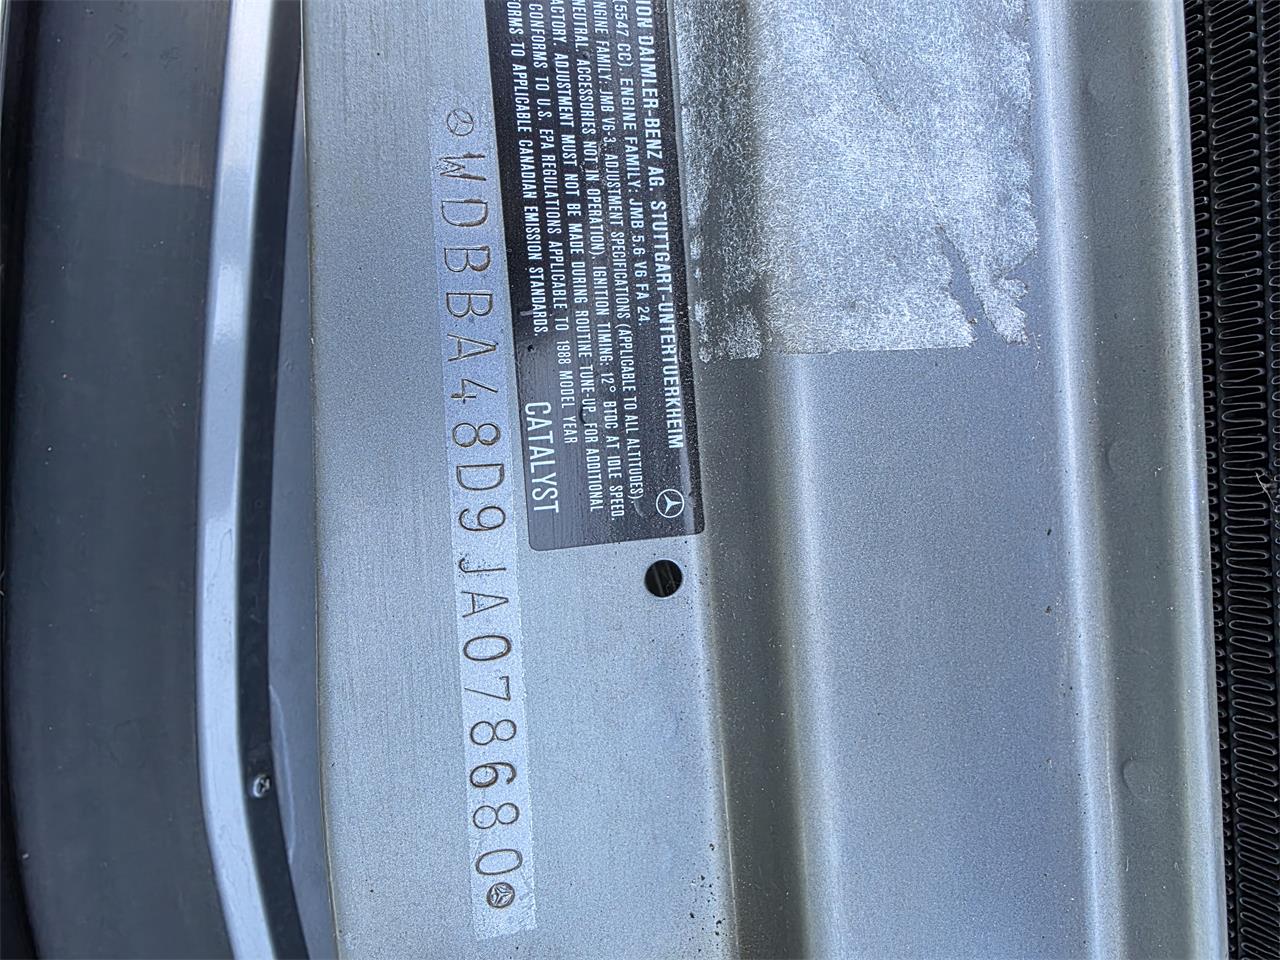 ION DAIMLER-BENZ AG. STUTTGART-UNTERTUERKHEIM
(5547 CC). ENGINE FAMILY: JMB 5.6 V6 FA 24.
ENGINE FAMILY: JMB V6-3. ADJUSTMENT SPECIFICATIONS (APPLICABLE TO ALL ALTITUDES)
NEUTRAL, ACCESSORIES NOT IN OPERATION). IGNITION TIMING: 12° BTDC AT IDLE SPEED.
ACTORY. ADJUSTMENT MUST NOT BE MADE DURING ROUTINE TUNE-UP. FOR ADDITIONAL
CONFORMS TO U.S. EPA REGULATIONS APPLICABLE TO 1988 MODEL YEAR
FORMS TO APPLICABLE CANADIAN EMISSION STANDARDS.
CATALYST
WDBBA48D9JA078680